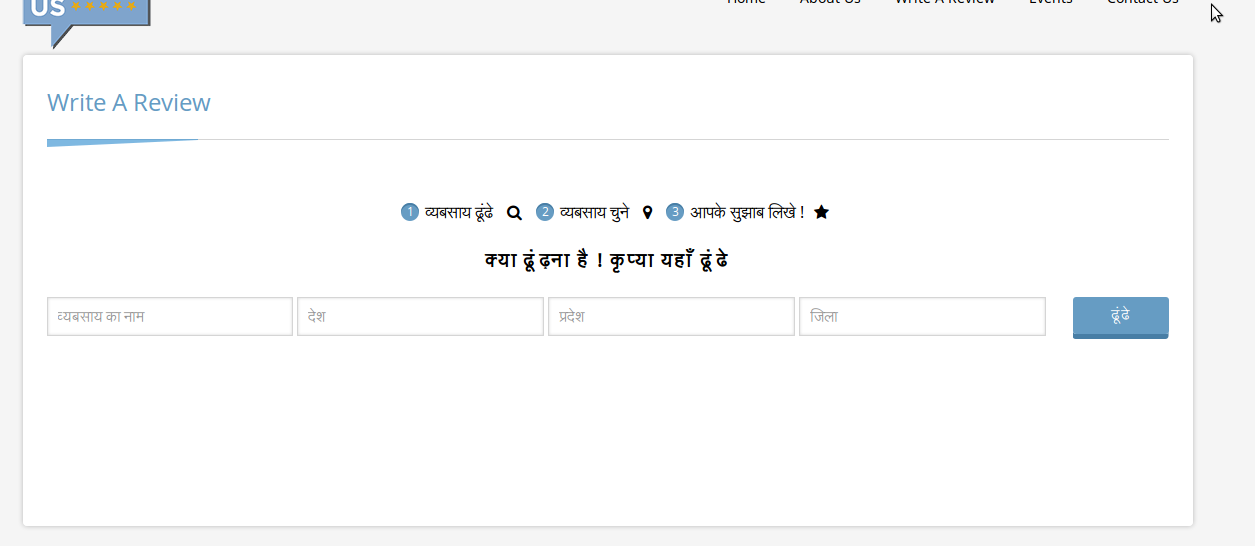 US
Home About Us Write A Review Events Contact Us
Write A Review
1 व्यबसाय ढूंढे 2 व्यबसाय चुने 3 आपके सुझाब लिखे !
क्या ढूंढ़ना है ! कृप्या यहाँ ढूंढे
व्यबसाय का नाम देश प्रदेश जिला ढूंढे